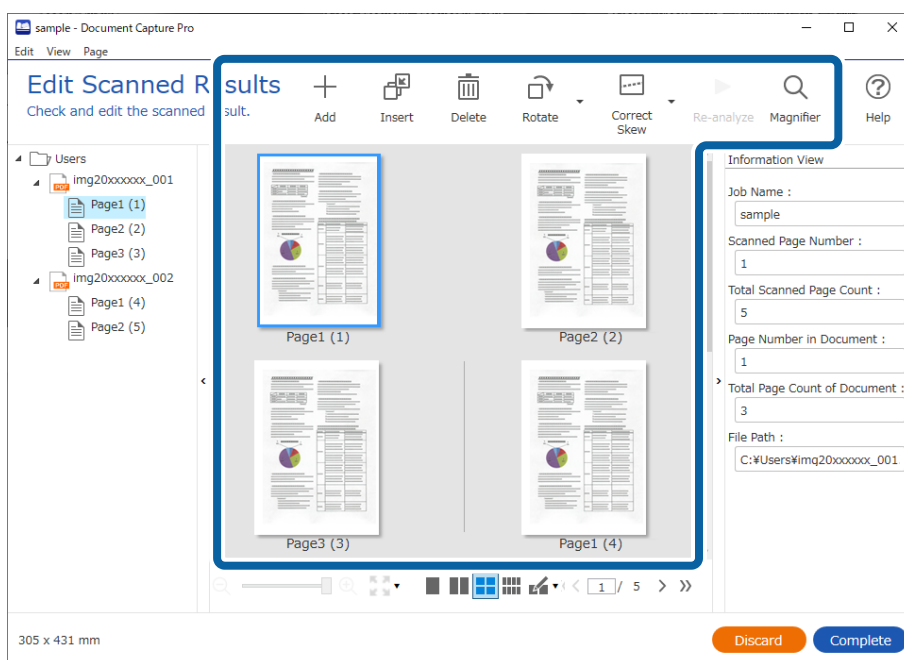 sample - Document Capture Pro
Edit View Page
Edit Scanned Results
Check and edit the scanned result.
Add
Insert
Delete
Rotate
Correct
Skew
Re-analyze
Magnifier
Help
Users
PDF
img20xxxxxx_001
Page1 (1)
Page2 (2)
Page3 (3)
PDF
img20xxxxxx_002
Page1 (4)
Page2 (5)
Page1 (1)
Page2 (2)
Page3 (3)
Page1 (4)
Information View
Job Name :
sample
Scanned Page Number :
1
Total Scanned Page Count :
5
Page Number in Document :
1
Total Page Count of Document :
3
File Path :
C:¥Users¥img20xxxxxx_001
1 / 5
305 x 431 mm
Discard
Complete